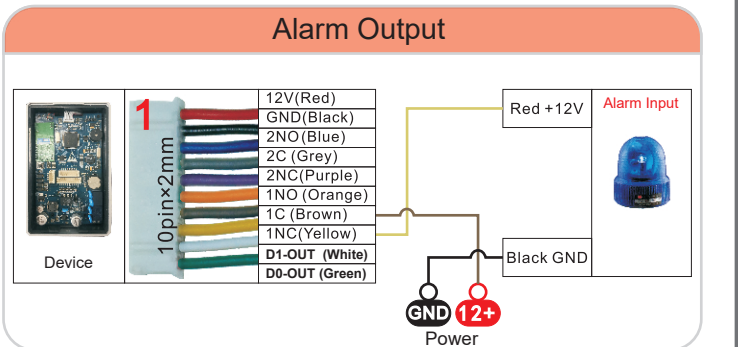 Alarm Output
1
10pin×2mm
12V(Red)
GND(Black)
2NO(Blue)
2C (Grey)
2NC(Purple)
1NO (Orange)
1C (Brown)
1NC(Yellow)
D1-OUT (White)
D0-OUT (Green)
Device
Red +12V
Alarm Input
Black GND
GND
12+
Power